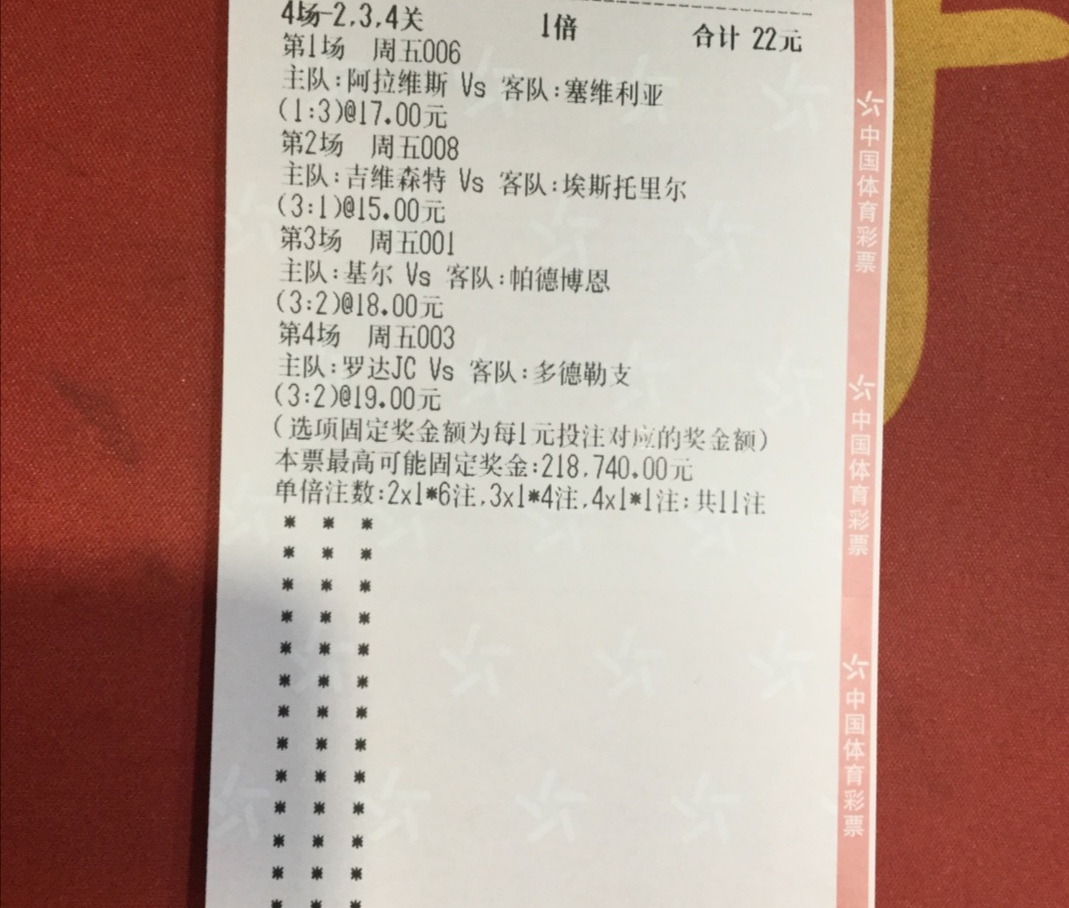 4场-2,3,4关 1倍 合计 22元
第1场 周五006
主队:阿拉维斯 Vs 客队:塞维利亚
(1:3)@17.00元
第2场 周五008
主队:吉维森特 Vs 客队:埃斯托里尔
(3:1)@15.00元
第3场 周五001
主队:基尔 Vs 客队:帕德博恩
(3:2)@18.00元
第4场 周五003
主队:罗达JC Vs 客队:多德勒支
(3:2)@19.00元
(选项固定奖金额为每1元投注对应的奖金额)
本票最高可能固定奖金:218,740.00元
单倍注数:2x1*6注,3x1*4注,4x1*1注;共11注
* * *
* * *
* * *
* * *
* * *
* * *
* * *
* * *
* * *
* * *
* * *
* * *
* * *
中国体育彩票
中国体育彩票
中国体育彩票